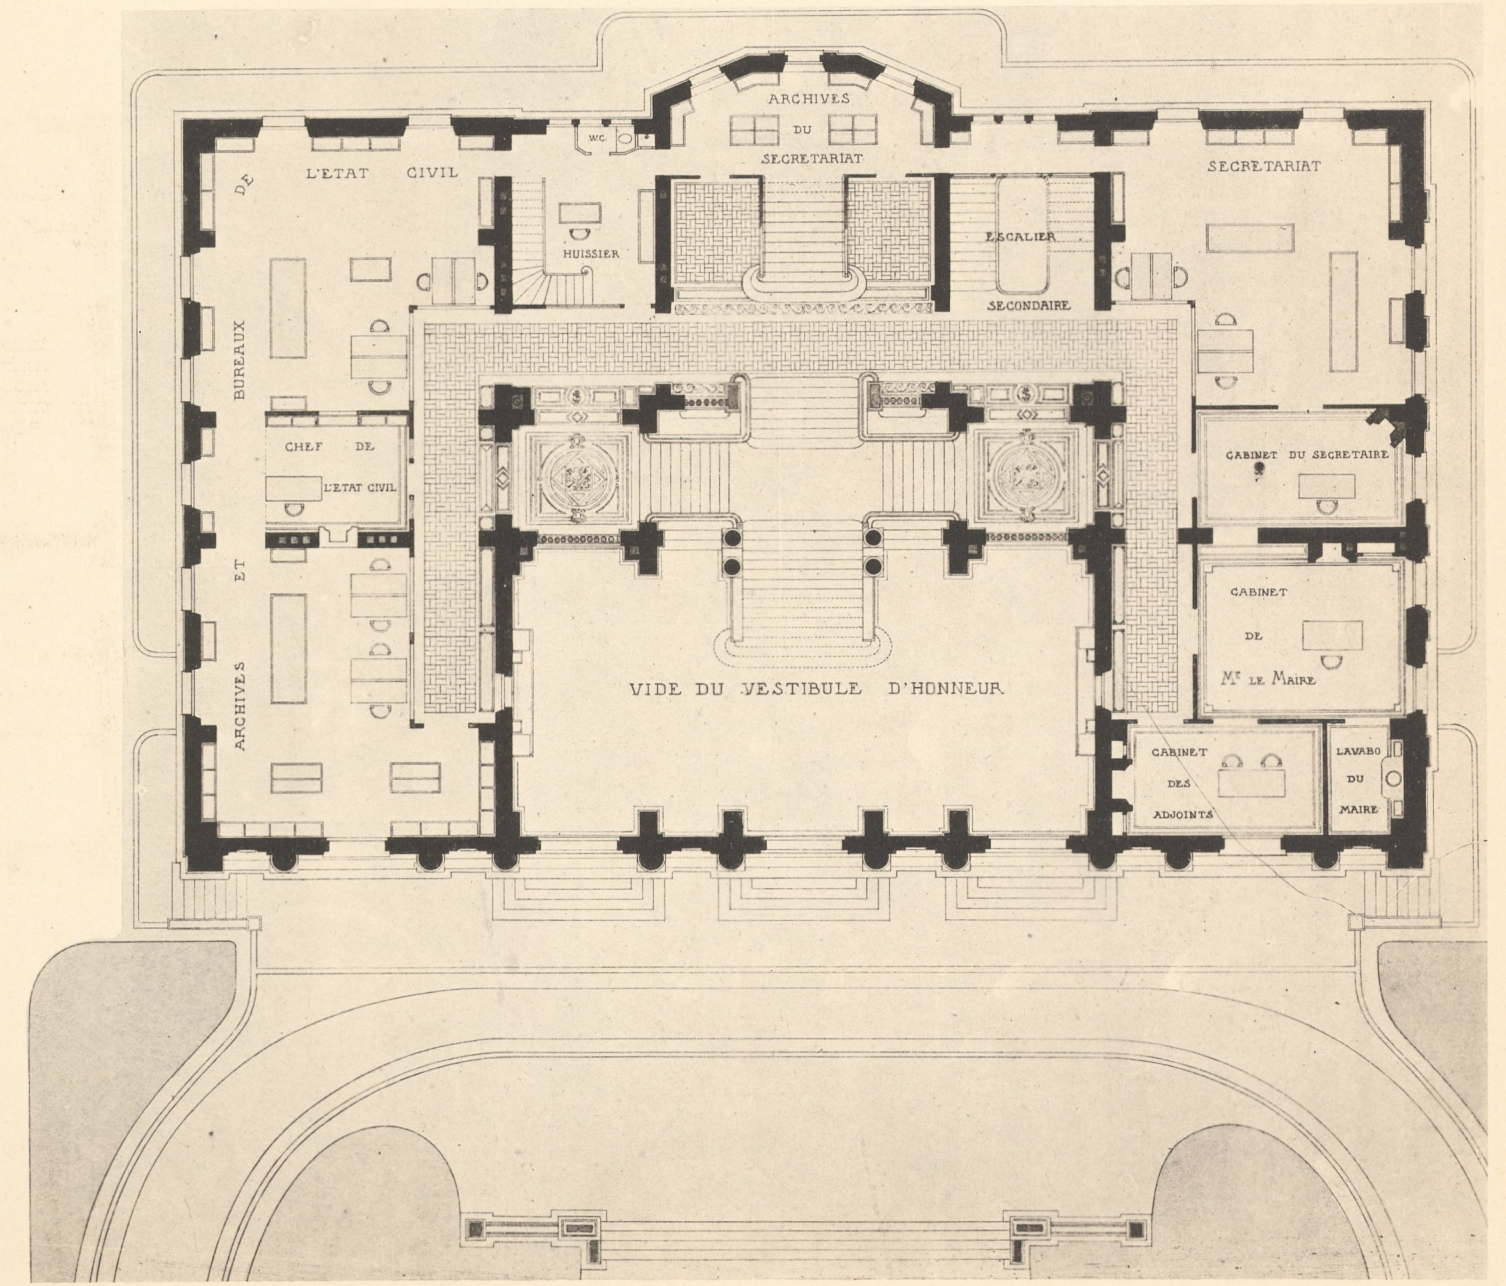 ARCHIVES
DU
SECRETARIAT
W.C.
L'ETAT CIVIL
SECRETARIAT
HUISSIER
ESCALIER
SECONDAIRE
ARCHIVES ET BUREAUX DE
CHEF DE
L'ETAT CIVIL
CABINET DU SECRETAIRE
CABINET
DE
Mr LE MAIRE
VIDE DU VESTIBULE D'HONNEUR
CABINET
DES
ADJOINTS
LAVABO
DU
MAIRE